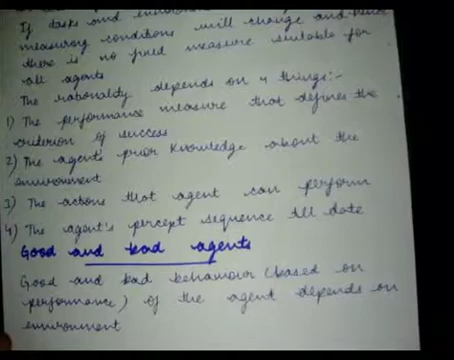 If tasks and
measuring conditions will change and hence
there is no fixed measure suitable for
all agents
The rationality depends on 4 things:-
1) The performance measure that defines the
criterion of success
2) The agent's prior knowledge about the
environment
3) The actions that agent can perform
4) The agent's percept sequence till date
Good and bad agents
Good and bad behaviour (based on
performance) of the agent depends on
environment